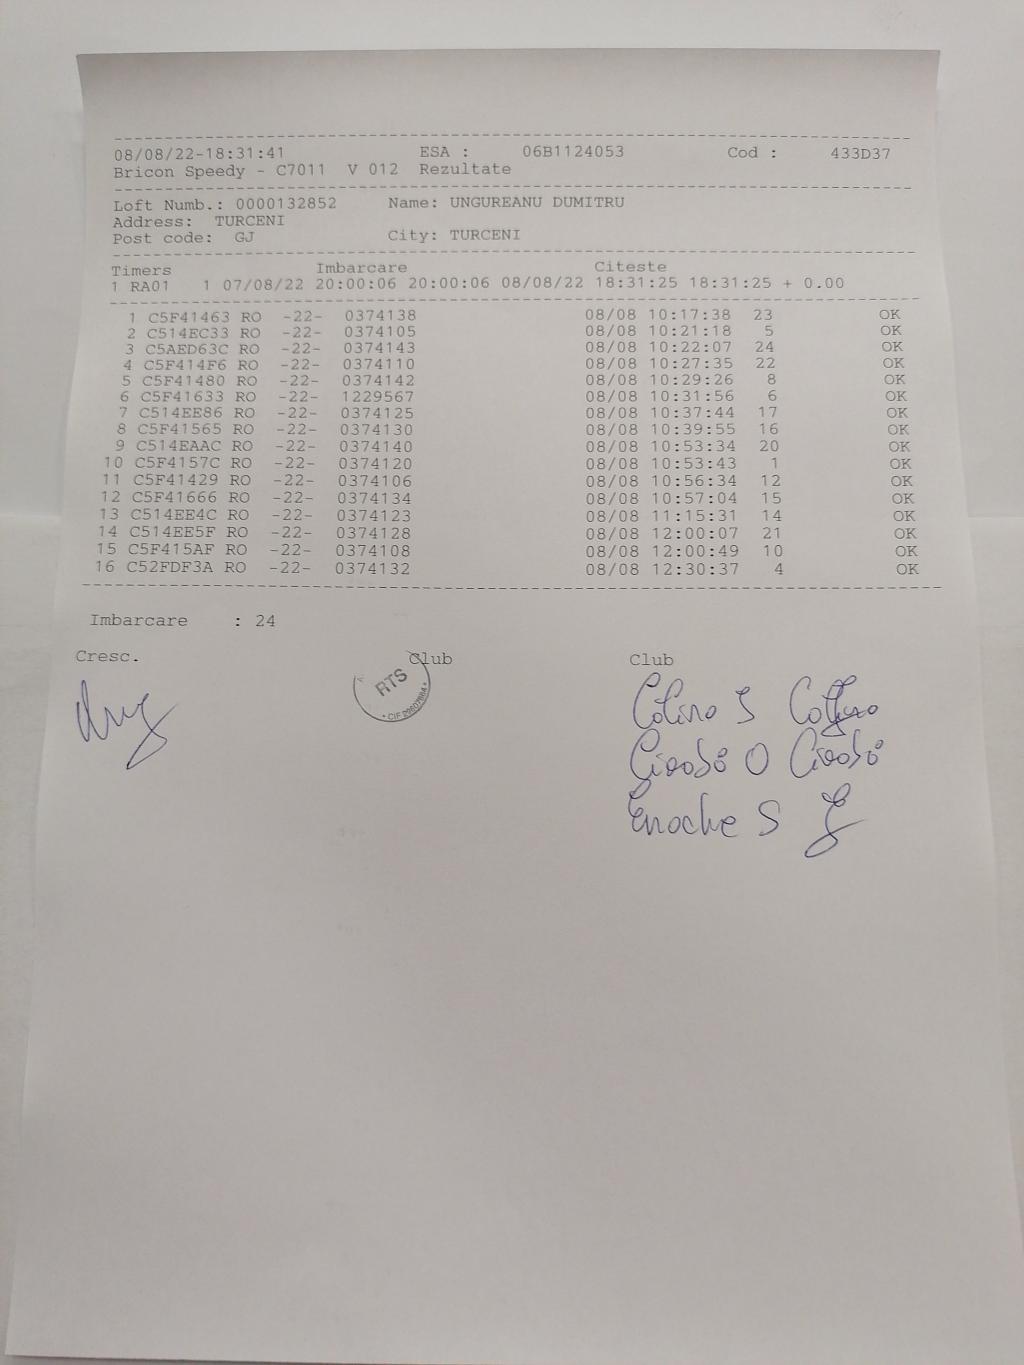 08/08/22-18:31:41 ESA : 06B1124053 Cod : 433D37
Bricon Speedy - C7011 V 012 Rezultate
Loft Numb.: 0000132852 Name: UNGUREANU DUMITRU
Address: TURCENI
Post code: GJ City: TURCENI
Timers Imbarcare Citeste
1 RA01 1 07/08/22 20:00:06 20:00:06 08/08/22 18:31:25 18:31:25 + 0.00
1 C5F41463 RO -22- 0374138 08/08 10:17:38 23 OK
2 C514EC33 RO -22- 0374105 08/08 10:21:18 5 OK
3 C5AED63C RO -22- 0374143 08/08 10:22:07 24 OK
4 C5F414F6 RO -22- 0374110 08/08 10:27:35 22 OK
5 C5F41480 RO -22- 0374142 08/08 10:29:26 8 OK
6 C5F41633 RO -22- 1229567 08/08 10:31:56 6 OK
7 C514EE86 RO -22- 0374125 08/08 10:37:44 17 OK
8 C5F41565 RO -22- 0374130 08/08 10:39:55 16 OK
9 C514EAAC RO -22- 0374140 08/08 10:53:34 20 OK
10 C5F4157C RO -22- 0374120 08/08 10:53:43 1 OK
11 C5F41429 RO -22- 0374106 08/08 10:56:34 12 OK
12 C5F41666 RO -22- 0374134 08/08 10:57:04 15 OK
13 C514EE4C RO -22- 0374123 08/08 11:15:31 14 OK
14 C514EE5F RO -22- 0374128 08/08 12:00:07 21 OK
15 C5F415AF RO -22- 0374108 08/08 12:00:49 10 OK
16 C52FDF3A RO -22- 0374132 08/08 12:30:37 4 OK
Imbarcare : 24
Cresc. Club Club
RTS
Enache S